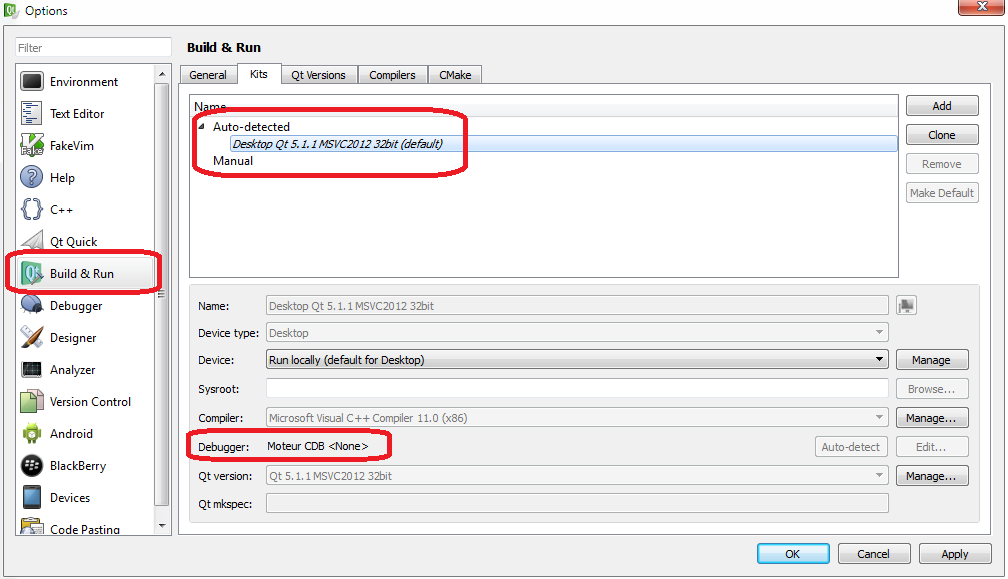 Options
Filter
Environment
Text Editor
FakeVim
Help
C++
Qt Quick
Build & Run
Debugger
Designer
Analyzer
Version Control
Android
BlackBerry
Devices
Code Pasting
Build & Run
General Kits Qt Versions Compilers CMake
Name
Auto-detected
Desktop Qt 5.1.1 MSVC2012 32bit (default)
Manual
Add
Clone
Remove
Make Default
Name: Desktop Qt 5.1.1 MSVC2012 32bit
Device type: Desktop
Device: Run locally (default for Desktop) Manage
Sysroot: Browse...
Compiler: Microsoft Visual C++ Compiler 11.0 (x86) Manage...
Debugger: Moteur CDB <None> Auto-detect Edit...
Qt version: Qt 5.1.1 MSVC2012 32bit Manage...
Qt mkspec:
OK Cancel Apply